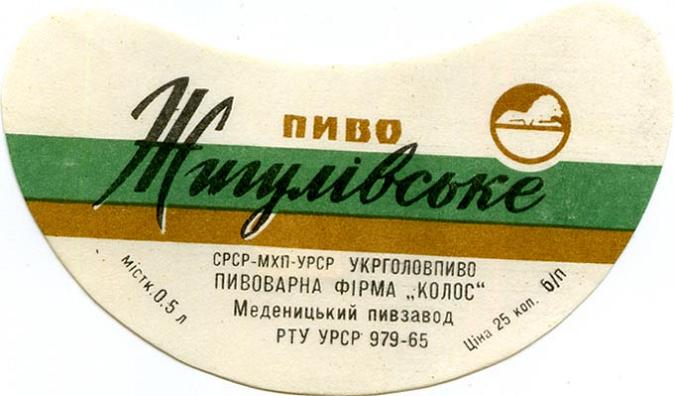 пиво
Жигулівське
СРСР-МХП-УРСР УКРГОЛОВПИВО
ПИВОВАРНА ФІРМА „КОЛОС“
Меденицький пивзавод
РТУ УРСР 979-65
містк. 0.5 л
Ціна 25 коп. б/п